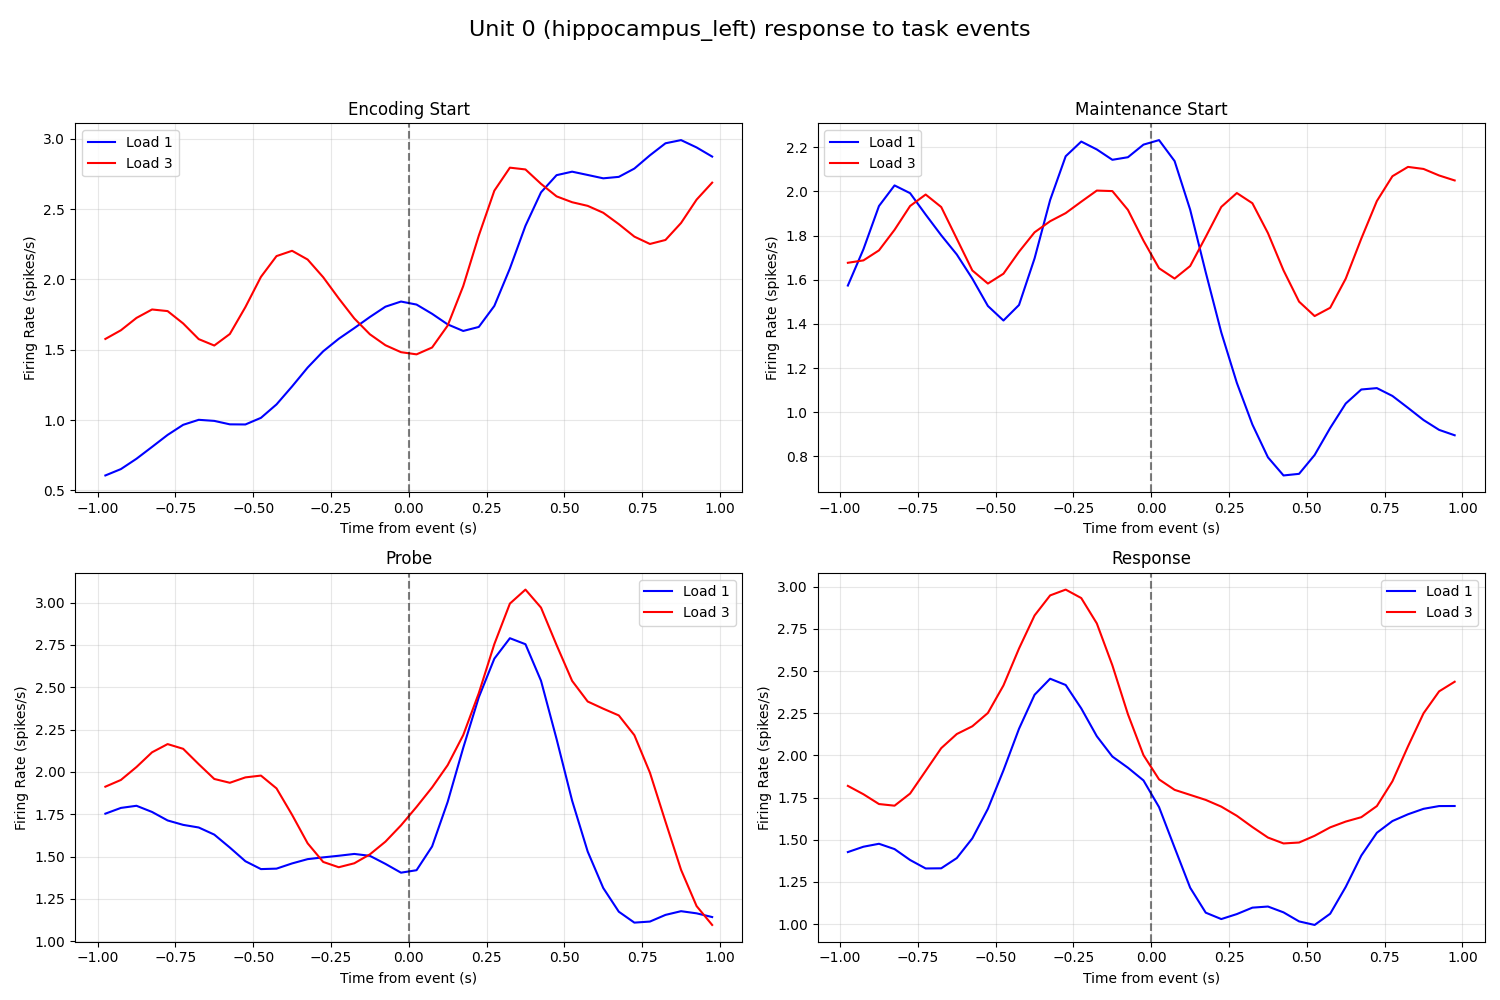 Unit 0 (hippocampus_left) response to task events
Encoding Start
Firing Rate (spikes/s)
3.0
2.5
2.0
1.5
1.0
0.5
Load 1
Load 3
−1.00 −0.75 −0.50 −0.25 0.00 0.25 0.50 0.75 1.00
Time from event (s)
Maintenance Start
Firing Rate (spikes/s)
2.2
2.0
1.8
1.6
1.4
1.2
1.0
0.8
Load 1
Load 3
−1.00 −0.75 −0.50 −0.25 0.00 0.25 0.50 0.75 1.00
Time from event (s)
Probe
Firing Rate (spikes/s)
3.00
2.75
2.50
2.25
2.00
1.75
1.50
1.25
1.00
Load 1
Load 3
−1.00 −0.75 −0.50 −0.25 0.00 0.25 0.50 0.75 1.00
Time from event (s)
Response
Firing Rate (spikes/s)
3.00
2.75
2.50
2.25
2.00
1.75
1.50
1.25
1.00
Load 1
Load 3
−1.00 −0.75 −0.50 −0.25 0.00 0.25 0.50 0.75 1.00
Time from event (s)